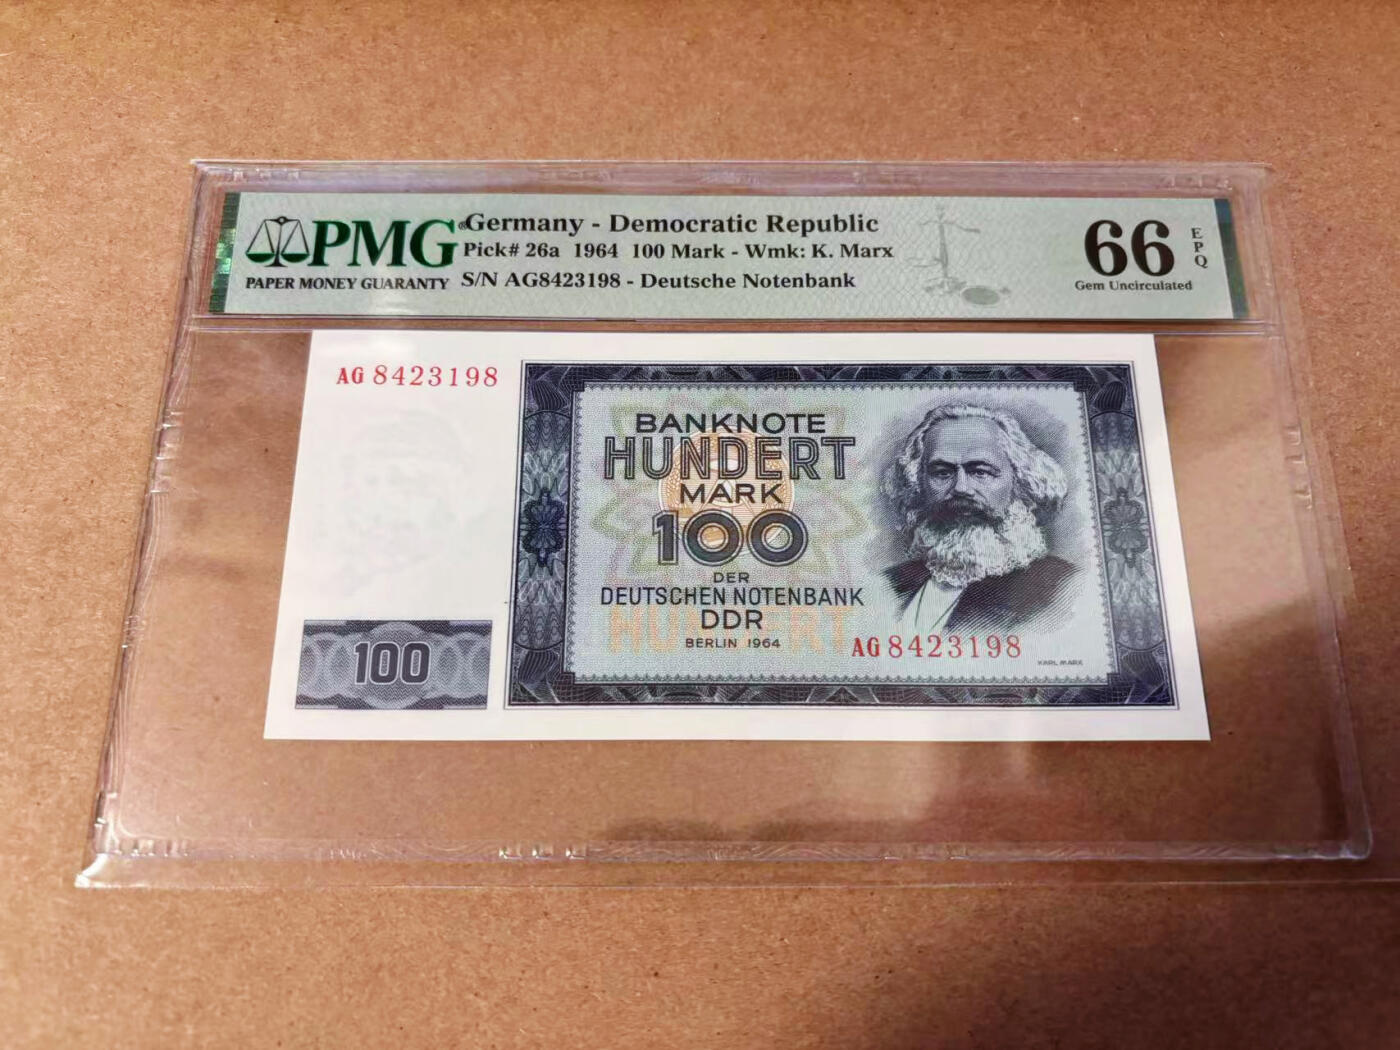 PMG®
PAPER MONEY GUARANTY
Germany - Democratic Republic
Pick# 26a 1964 100 Mark - Wmk: K. Marx
S/N AG8423198 - Deutsche Notenbank
66
EPQ
Gem Uncirculated
AG 8423198
BANKNOTE
HUNDERT
MARK
100
DER
DEUTSCHEN NOTENBANK
DDR
HUNDERT
BERLIN 1964
AG 8423198
KARL MARX
100